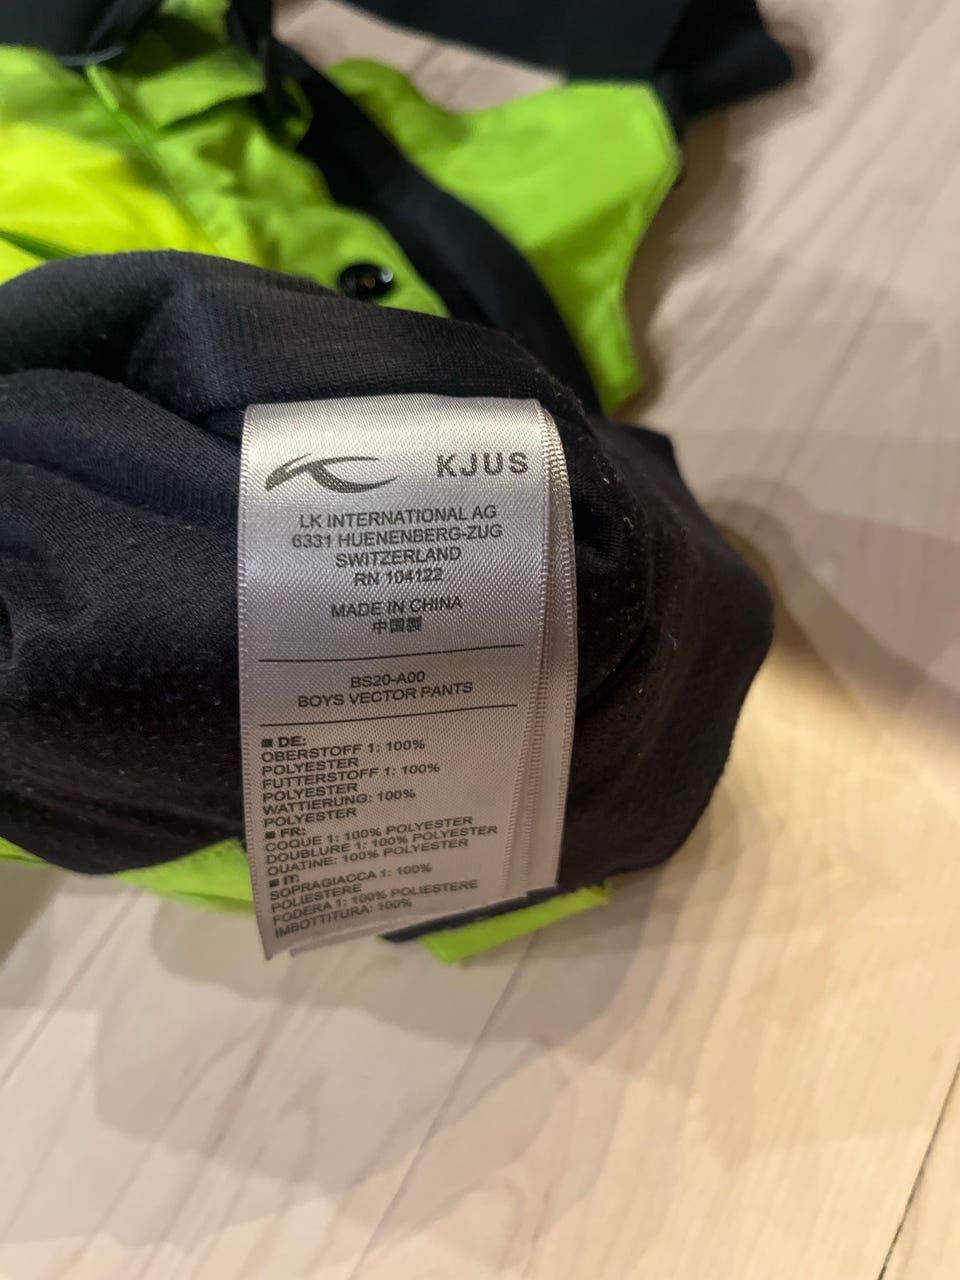 KJUS
LK INTERNATIONAL AG
6331 HUENENBERG-ZUG
SWITZERLAND
RN 104122
MADE IN CHINA
中国製
BS20-A00
BOYS VECTOR PANTS
■ DE:
OBERSTOFF 1: 100%
POLYESTER
FUTTERSTOFF 1: 100%
POLYESTER
WATTIERUNG: 100%
POLYESTER
■ FR:
COQUE 1: 100% POLYESTER
DOUBLURE 1: 100% POLYESTER
OUATINE: 100% POLYESTER
■ IT:
SOPRAGIACCA 1: 100%
POLIESTERE
FODERA 1: 100% POLIESTERE
IMBOTTITURA: 100%